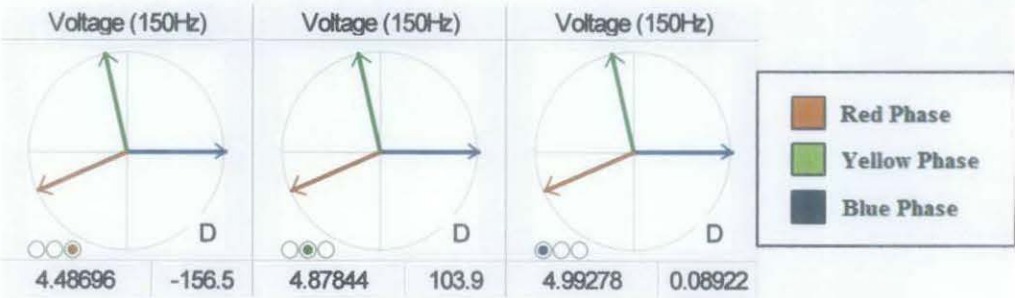 Voltage (150Hz) Voltage (150Hz) Voltage (150Hz)
D D D
4.48696 -156.5 4.87844 103.9 4.99278 0.08922
Red Phase
Yellow Phase
Blue Phase